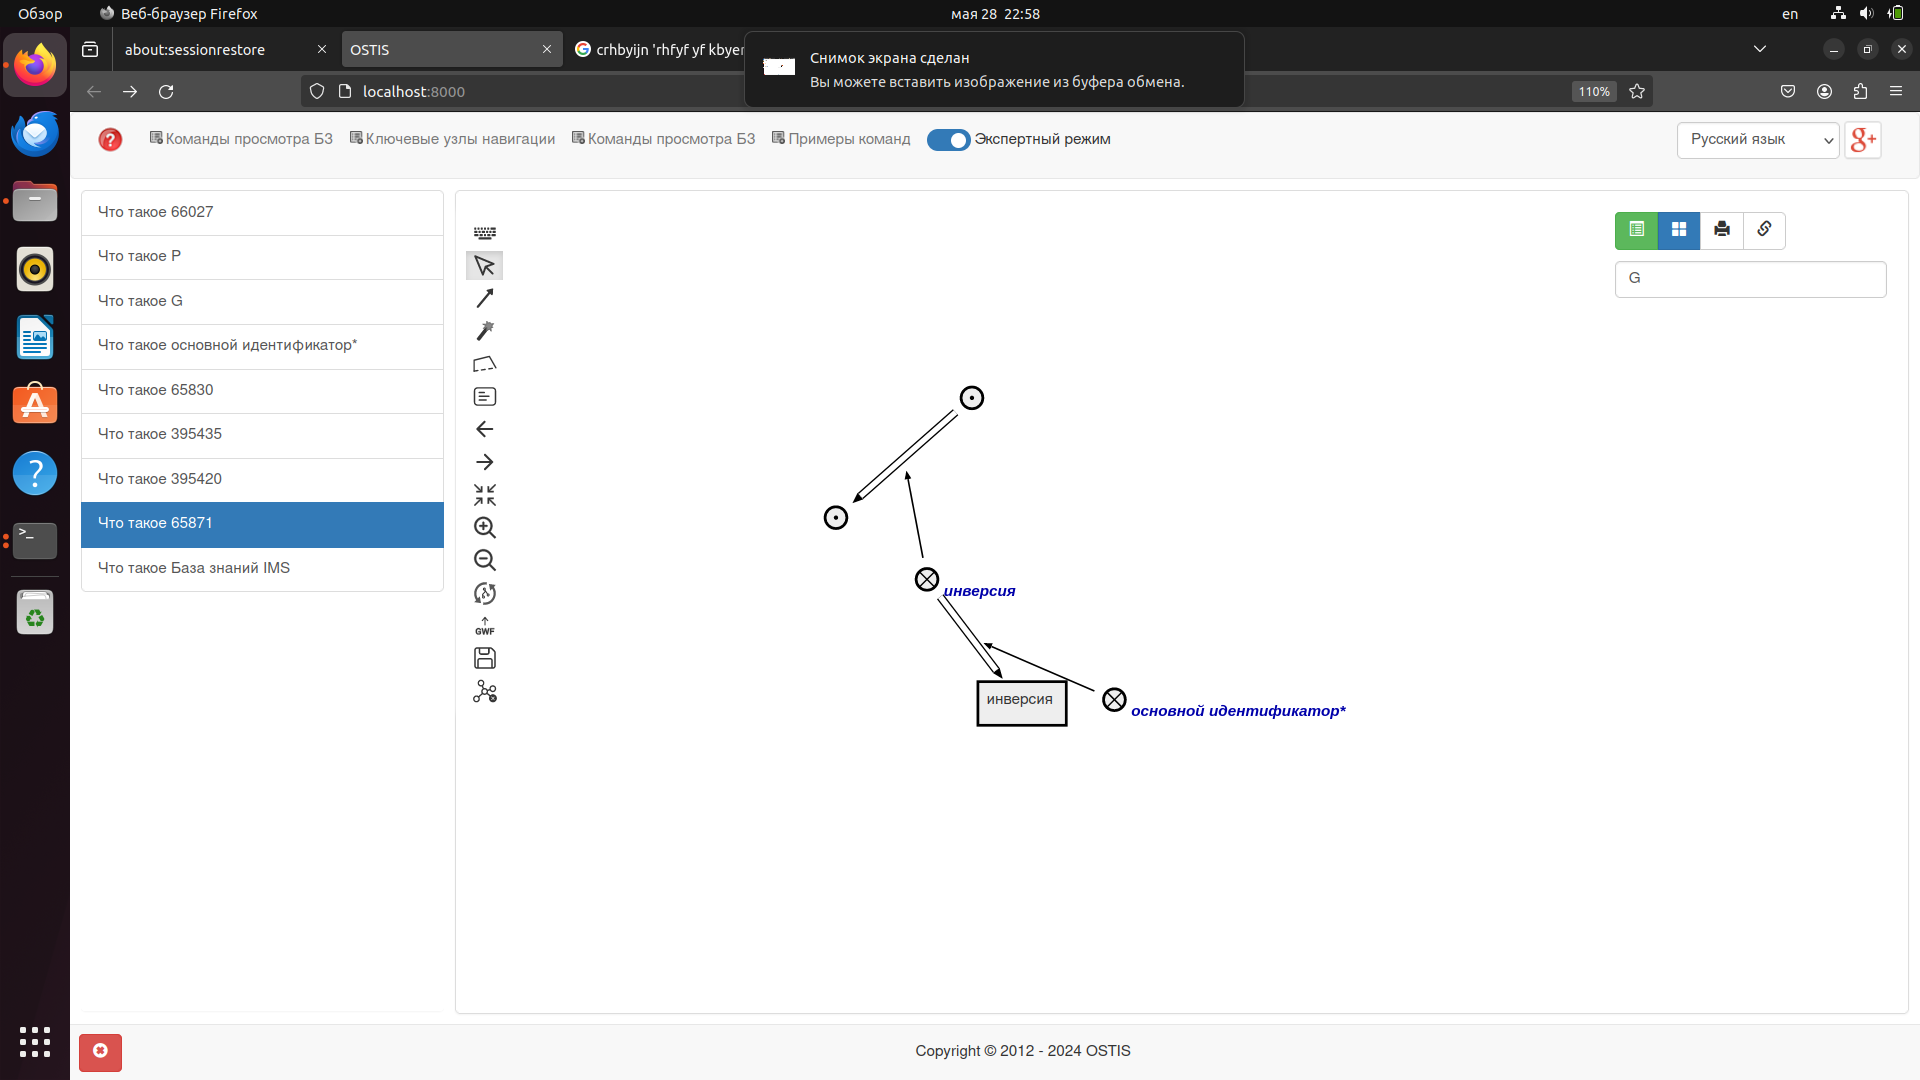 Обзор
Веб-браузер Firefox
мая 28 22:58
en
about:sessionrestore
OSTIS
crhbyijn 'rhfyf yf kbyer
Снимок экрана сделан
Вы можете вставить изображение из буфера обмена.
localhost:8000
110%
Команды просмотра БЗ
Ключевые узлы навигации
Команды просмотра БЗ
Примеры команд
Экспертный режим
Русский язык
g+
Что такое 66027
Что такое P
Что такое G
Что такое основной идентификатор*
Что такое 65830
Что такое 395435
Что такое 395420
Что такое 65871
Что такое База знаний IMS
GWF
G
инверсия
инверсия
основной идентификатор*
Copyright © 2012 - 2024 OSTIS